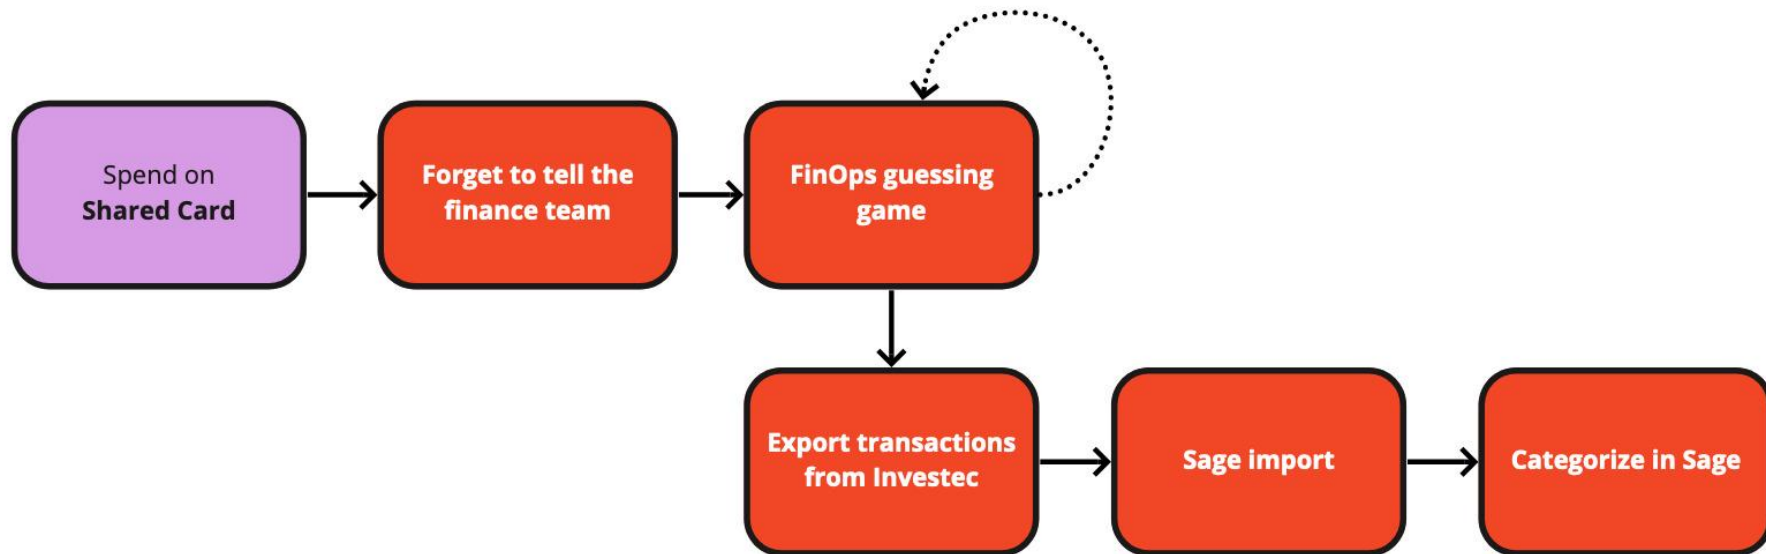 Spend on
Shared Card
Forget to tell the
finance team
FinOps guessing
game
Export transactions
from Investec
Sage import
Categorize in Sage